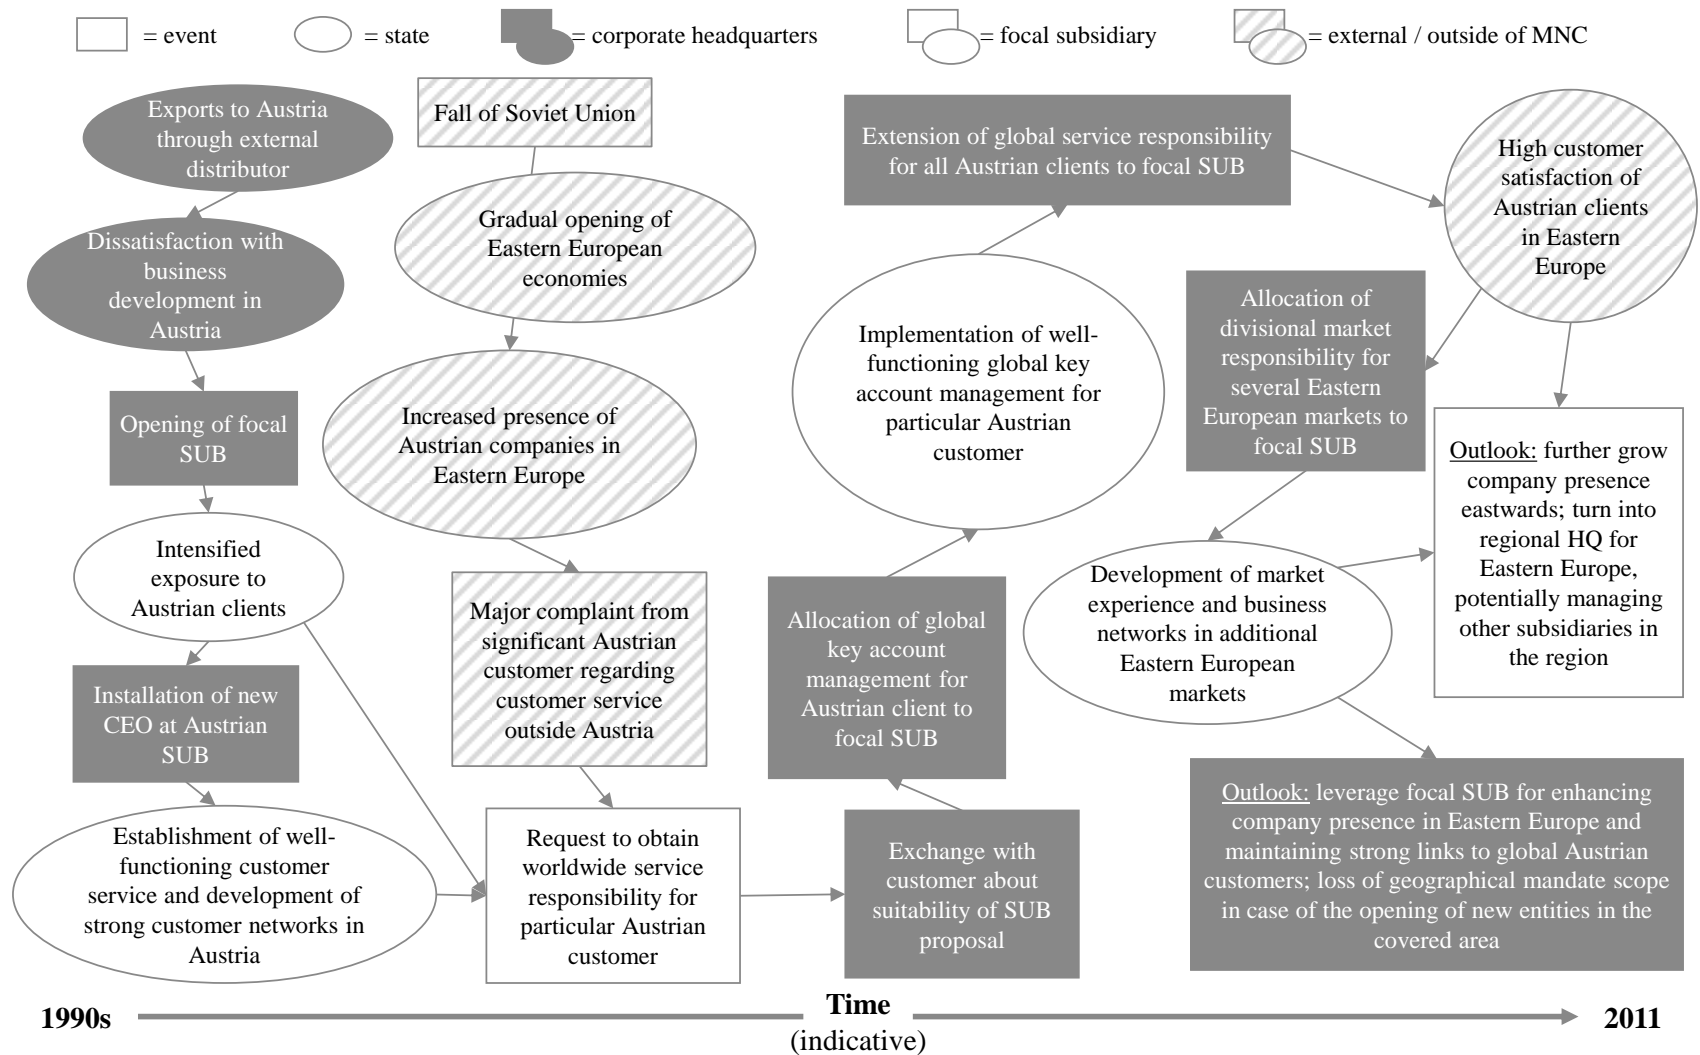 = event
= state
= corporate headquarters
= focal subsidiary
= external / outside of MNC
Exports to Austria
through external
distributor
Dissatisfaction with
business
development in
Austria
Opening of focal
SUB
Intensified
exposure to
Austrian clients
Installation of new
CEO at Austrian
SUB
Establishment of well-
functioning customer
service and development of
strong customer networks in
Austria
Fall of Soviet Union
Gradual opening of
Eastern European
economies
Increased presence of
Austrian companies in
Eastern Europe
Major complaint from
significant Austrian
customer regarding
customer service
outside Austria
Request to obtain
worldwide service
responsibility for
particular Austrian
customer
Exchange with
customer about
suitability of SUB
proposal
Allocation of global
key account
management for
Austrian client to
focal SUB
Implementation of well-
functioning global key
account management for
particular Austrian
customer
Extension of global service responsibility
for all Austrian clients to focal SUB
High customer
satisfaction of
Austrian clients
in Eastern
Europe
Allocation of
divisional market
responsibility for
several Eastern
European markets to
focal SUB
Development of market
experience and business
networks in additional
Eastern European
markets
Outlook: further grow
company presence
eastwards; turn into
regional HQ for
Eastern Europe,
potentially managing
other subsidiaries in
the region
Outlook: leverage focal SUB for enhancing
company presence in Eastern Europe and
maintaining strong links to global Austrian
customers; loss of geographical mandate scope
in case of the opening of new entities in the
covered area
1990s
Time
(indicative)
2011